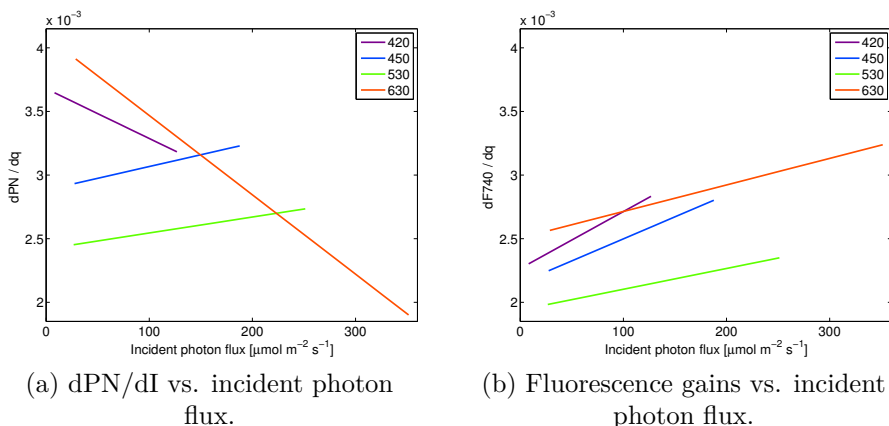 x 10⁻³
4
3.5
3
2.5
2
dPN / dq
0
100
200
300
Incident photon flux [μmol m⁻² s⁻¹]
420
450
530
630
(a) dPN/dI vs. incident photon
flux.
x 10⁻³
4
3.5
3
2.5
2
dF740 / dq
0
100
200
300
Incident photon flux [μmol m⁻² s⁻¹]
420
450
530
630
(b) Fluorescence gains vs. incident
photon flux.